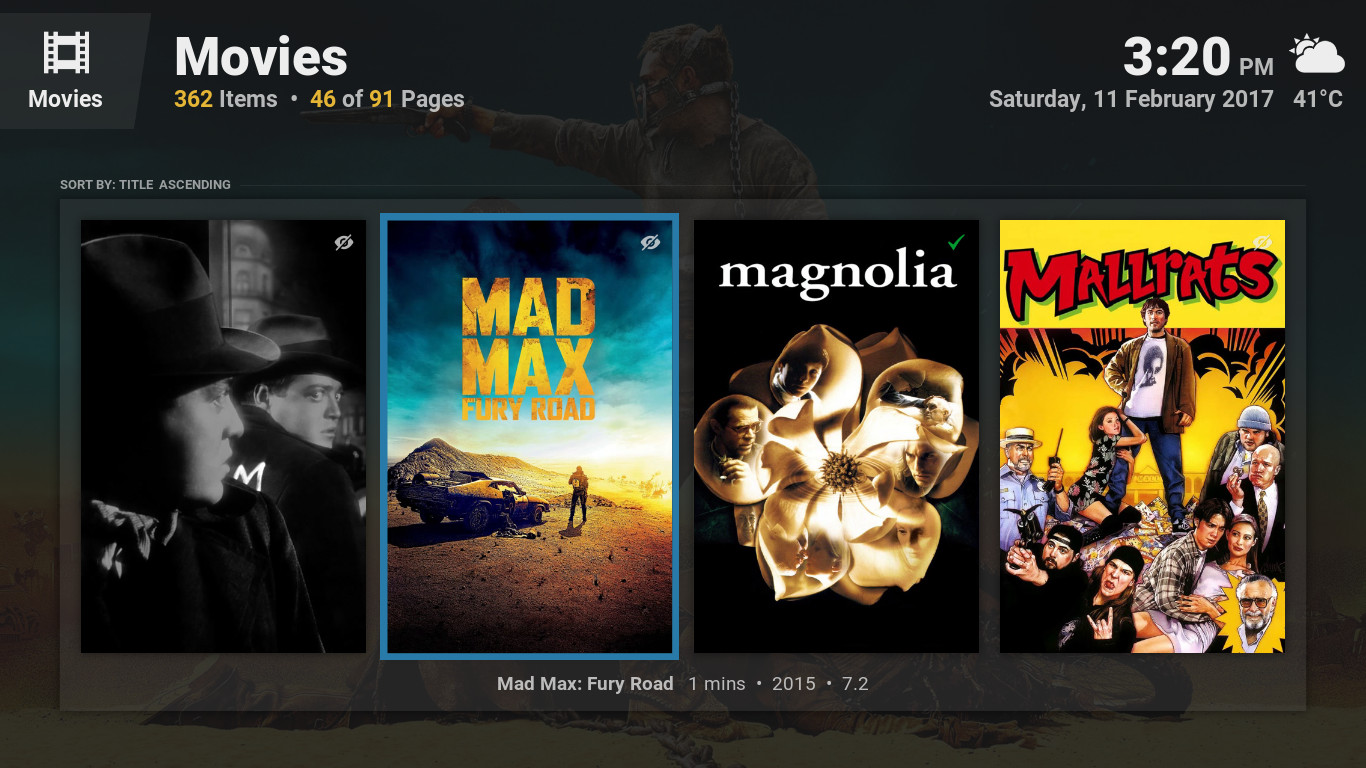 Movies
Movies
362 Items • 46 of 91 Pages
3:20 PM
Saturday, 11 February 2017 41°C
SORT BY: TITLE ASCENDING
M
MAD
MAX
FURY ROAD
magnolia
MALLRATS
Mad Max: Fury Road 1 mins • 2015 • 7.2